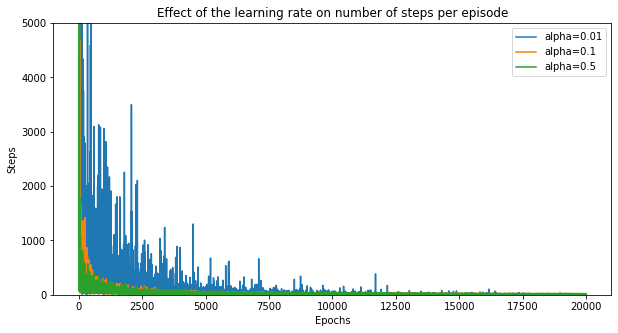 Effect of the learning rate on number of steps per episode
alpha=0.01
alpha=0.1
alpha=0.5
Steps
5000
4000
3000
2000
1000
0
0 2500 5000 7500 10000 12500 15000 17500 20000
Epochs